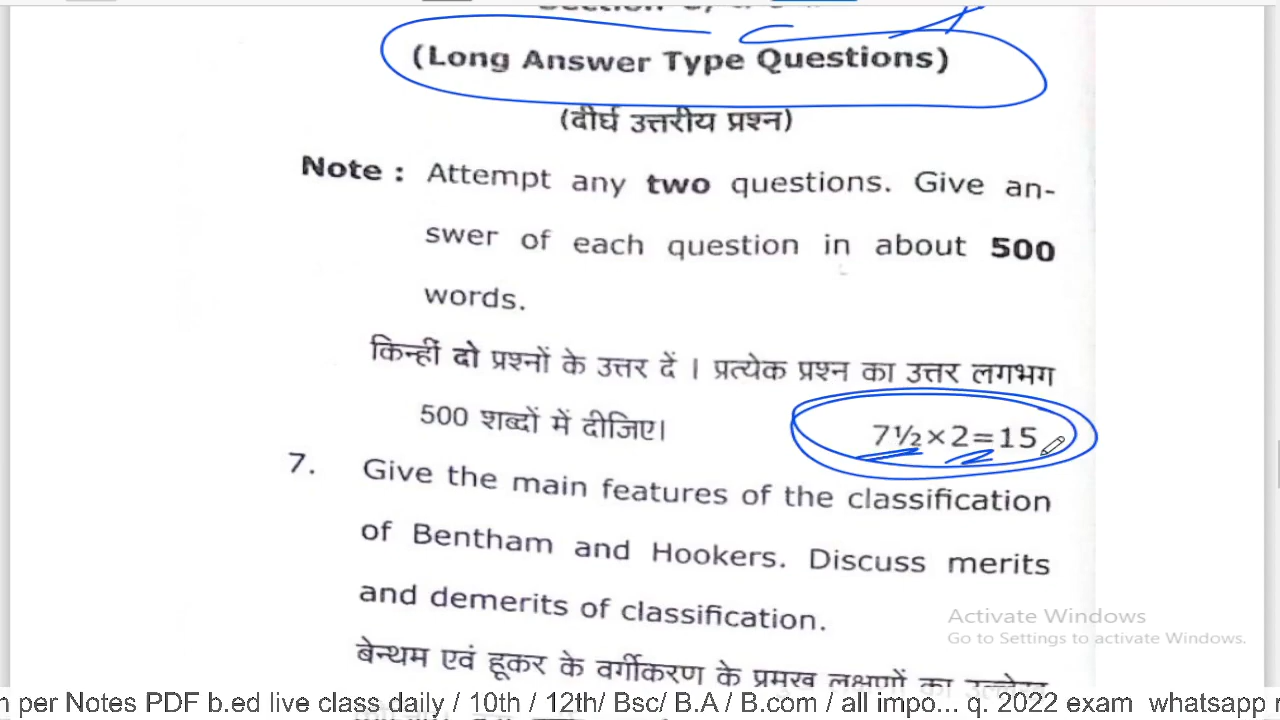 (Long Answer Type Questions)
(दीर्घ उत्तरीय प्रश्न)
Note : Attempt any two questions. Give an-
swer of each question in about 500
words.
किन्हीं दो प्रश्नों के उत्तर दें । प्रत्येक प्रश्न का उत्तर लगभग
500 शब्दों में दीजिए। 7½×2=15
7. Give the main features of the classification
of Bentham and Hookers. Discuss merits
and demerits of classification.
Activate Windows
Go to Settings to activate Windows.
बेन्थम एवं हूकर के वर्गीकरण के प्रमुख लक्षणों का
per Notes PDF b.ed live class daily / 10th / 12th/ Bsc/ B.A / B.com / all impo... q. 2022 exam whatsapp